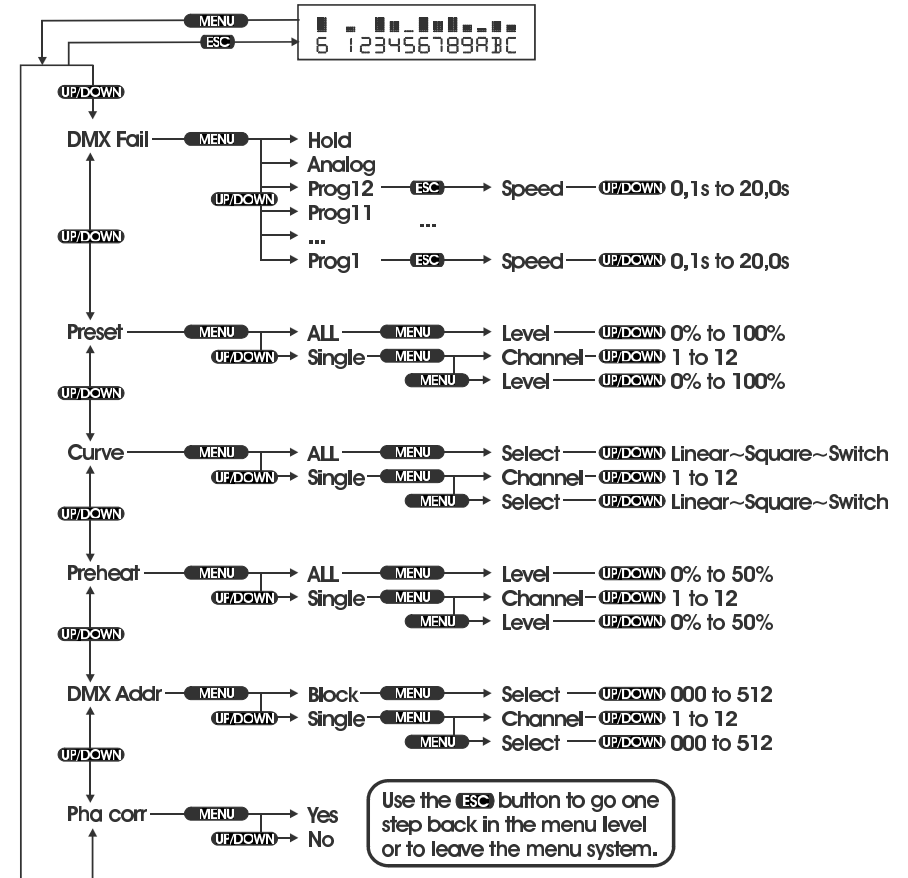 MENU
ESC
6 123456789ABC
UP/DOWN
DMX Fail MENU Hold
Analog
Prog12 ESC Speed UP/DOWN 0,1s to 20,0s
UP/DOWN
Prog11 ...
...
Prog1 ESC Speed UP/DOWN 0,1s to 20,0s
UP/DOWN
Preset MENU ALL MENU Level UP/DOWN 0% to 100%
UP/DOWN Single MENU Channel UP/DOWN 1 to 12
MENU Level UP/DOWN 0% to 100%
UP/DOWN
Curve MENU ALL MENU Select UP/DOWN Linear~Square~Switch
UP/DOWN Single MENU Channel UP/DOWN 1 to 12
MENU Select UP/DOWN Linear~Square~Switch
UP/DOWN
Preheat MENU ALL MENU Level UP/DOWN 0% to 50%
UP/DOWN Single MENU Channel UP/DOWN 1 to 12
MENU Level UP/DOWN 0% to 50%
UP/DOWN
DMX Addr MENU Block MENU Select UP/DOWN 000 to 512
UP/DOWN Single MENU Channel UP/DOWN 1 to 12
MENU Select UP/DOWN 000 to 512
UP/DOWN
Pha corr MENU Yes
UP/DOWN No
Use the ESC button to go one
step back in the menu level
or to leave the menu system.